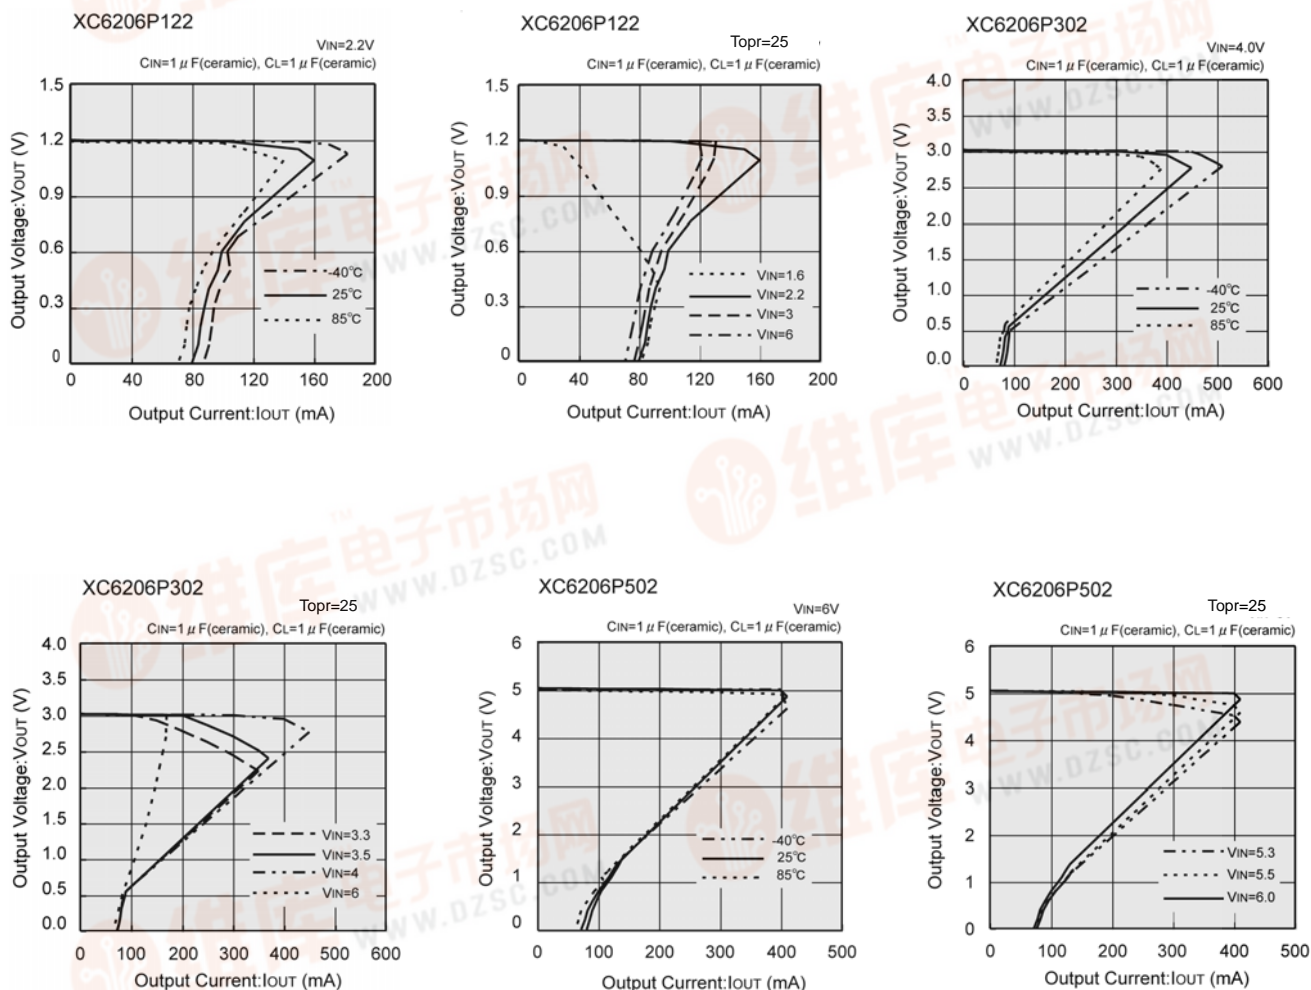 XC6206P122
VIN=2.2V
CIN=1 μ F(ceramic), CL=1 μ F(ceramic)
Output Voltage:VOUT (V)
1.5
1.2
0.9
0.6
0.3
0
-40℃
25℃
85℃
0 40 80 120 160 200
Output Current:IOUT (mA)
XC6206P122
Topr=25
CIN=1 μ F(ceramic), CL=1 μ F(ceramic)
Output Voltage:VOUT (V)
1.5
1.2
0.9
0.6
0.3
0
VIN=1.6
VIN=2.2
VIN=3
VIN=6
0 40 80 120 160 200
Output Current:IOUT (mA)
XC6206P302
VIN=4.0V
CIN=1 μ F(ceramic), CL=1 μ F(ceramic)
Output Voltage:VOUT (V)
4.0
3.5
3.0
2.5
2.0
1.5
1.0
0.5
0.0
-40℃
25℃
85℃
0 100 200 300 400 500 600
Output Current:IOUT (mA)
XC6206P302
Topr=25
CIN=1 μ F(ceramic), CL=1 μ F(ceramic)
Output Voltage:VOUT (V)
4.0
3.5
3.0
2.5
2.0
1.5
1.0
0.5
0.0
VIN=3.3
VIN=3.5
VIN=4
VIN=6
0 100 200 300 400 500 600
Output Current:IOUT (mA)
XC6206P502
VIN=6V
CIN=1 μ F(ceramic), CL=1 μ F(ceramic)
Output Voltage:VOUT (V)
6
5
4
3
2
1
0
-40℃
25℃
85℃
0 100 200 300 400 500
Output Current:IOUT (mA)
XC6206P502
Topr=25
CIN=1 μ F(ceramic), CL=1 μ F(ceramic)
Output Voltage:VOUT (V)
6
5
4
3
2
1
0
VIN=5.3
VIN=5.5
VIN=6.0
0 100 200 300 400 500
Output Current:IOUT (mA)
维库电子市场网
WWW.DZSC.COM